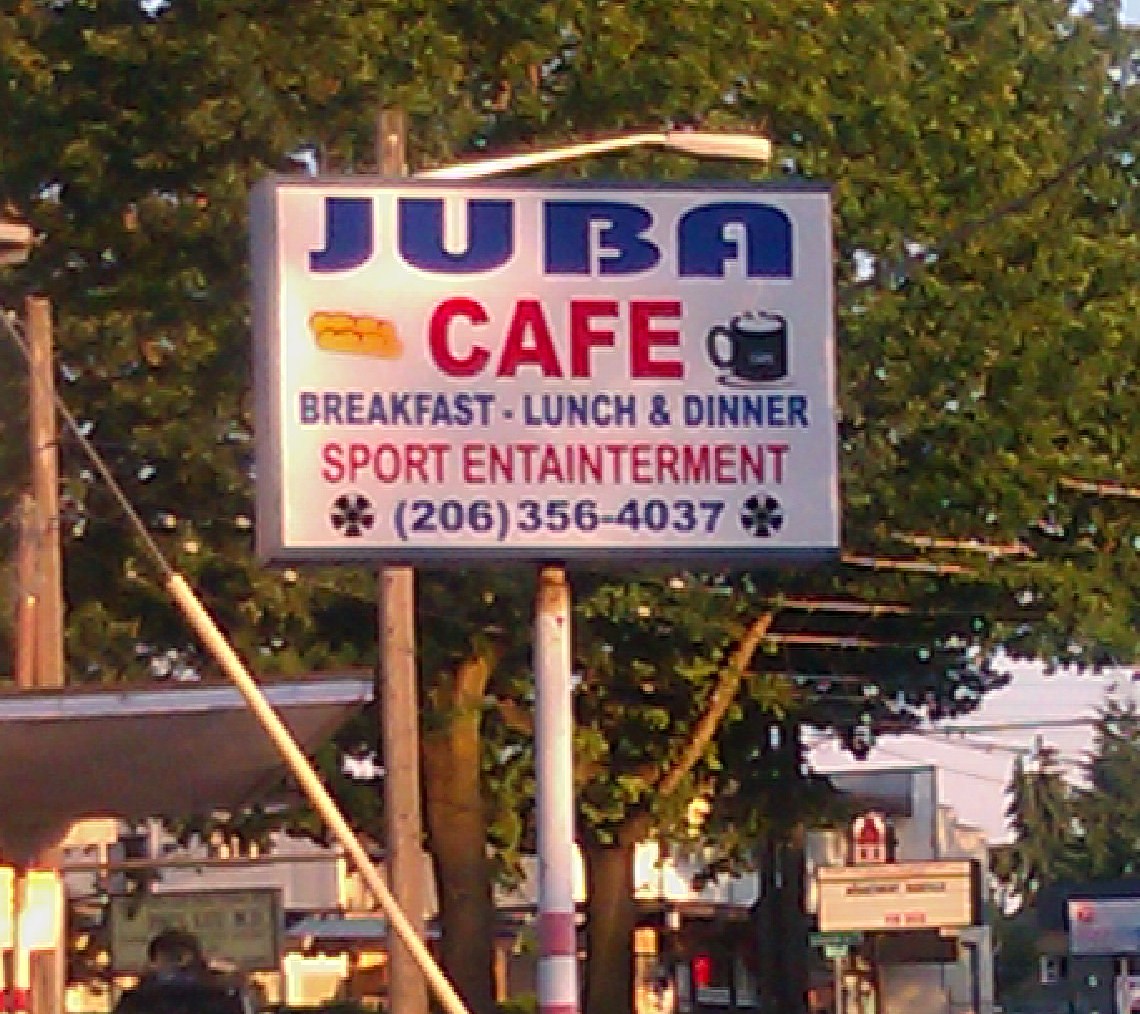 JUBA
CAFE
BREAKFAST - LUNCH & DINNER
SPORT ENTAINTERMENT
(206) 356-4037